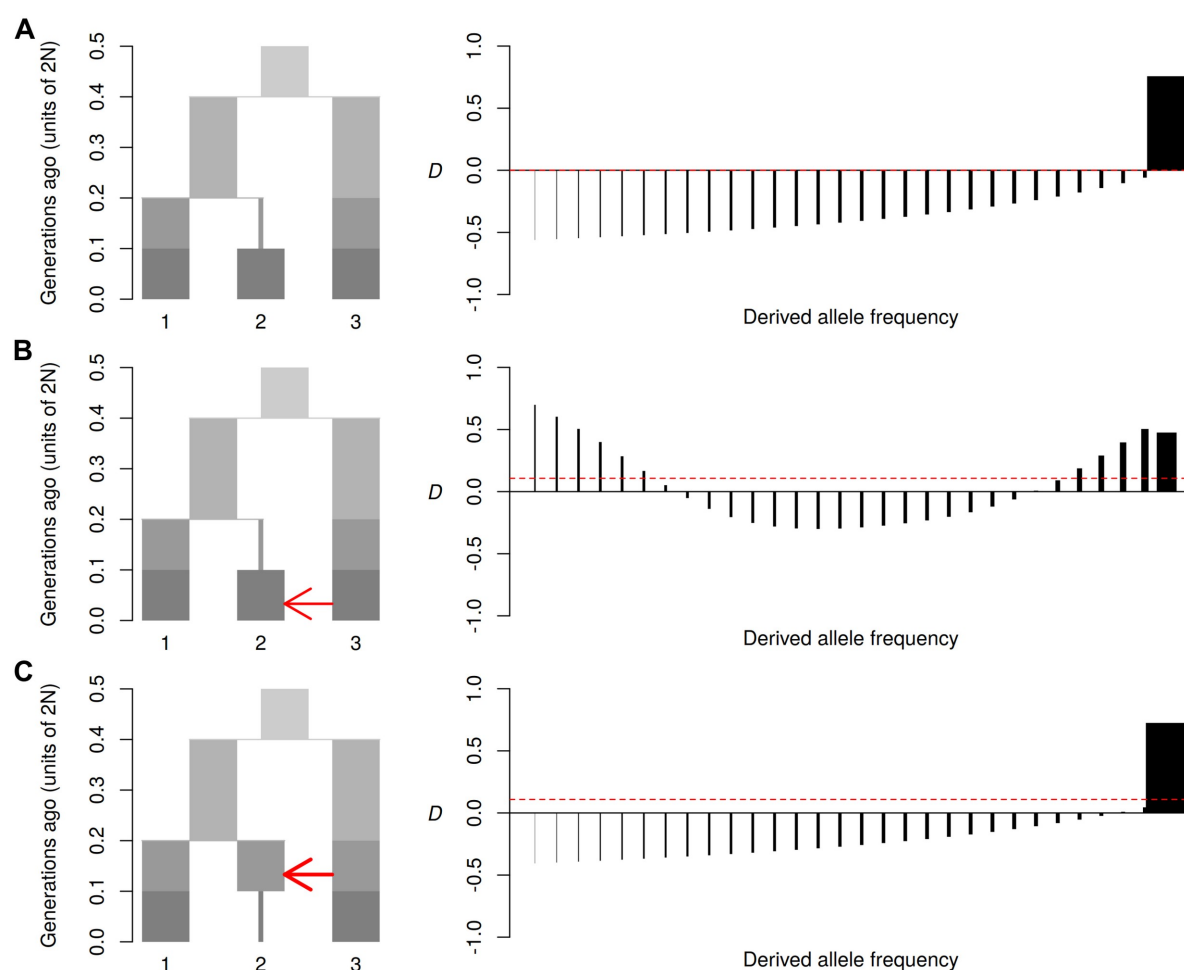 A
Generations ago (units of 2N)
0.0 0.1 0.2 0.3 0.4 0.5
1 2 3
D
-1.0 -0.5 0.0 0.5 1.0
Derived allele frequency
B
Generations ago (units of 2N)
0.0 0.1 0.2 0.3 0.4 0.5
1 2 3
D
-1.0 -0.5 0.0 0.5 1.0
Derived allele frequency
C
Generations ago (units of 2N)
0.0 0.1 0.2 0.3 0.4 0.5
1 2 3
D
-1.0 -0.5 0.0 0.5 1.0
Derived allele frequency